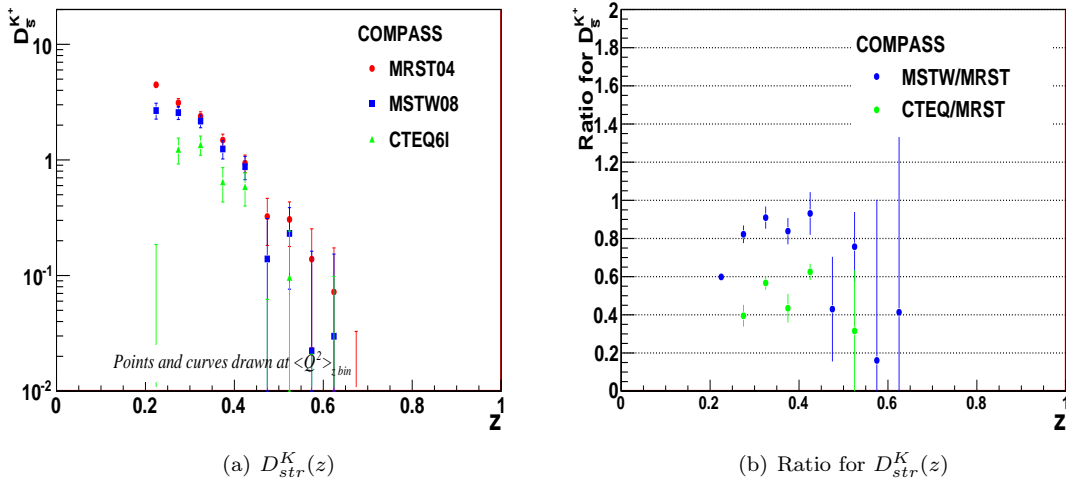 D_s̅^{K^+}
10
1
10^{-1}
10^{-2}
COMPASS
MRST04
MSTW08
CTEQ6l
Points and curves drawn at <Q^2>_{z bin}
0 0.2 0.4 0.6 0.8 1
z
(a) D^K_{str}(z)
Ratio for D_s̅^{K^+}
2
1.8
1.6
1.4
1.2
1
0.8
0.6
0.4
0.2
0
COMPASS
MSTW/MRST
CTEQ/MRST
0 0.2 0.4 0.6 0.8 1
z
(b) Ratio for D^K_{str}(z)